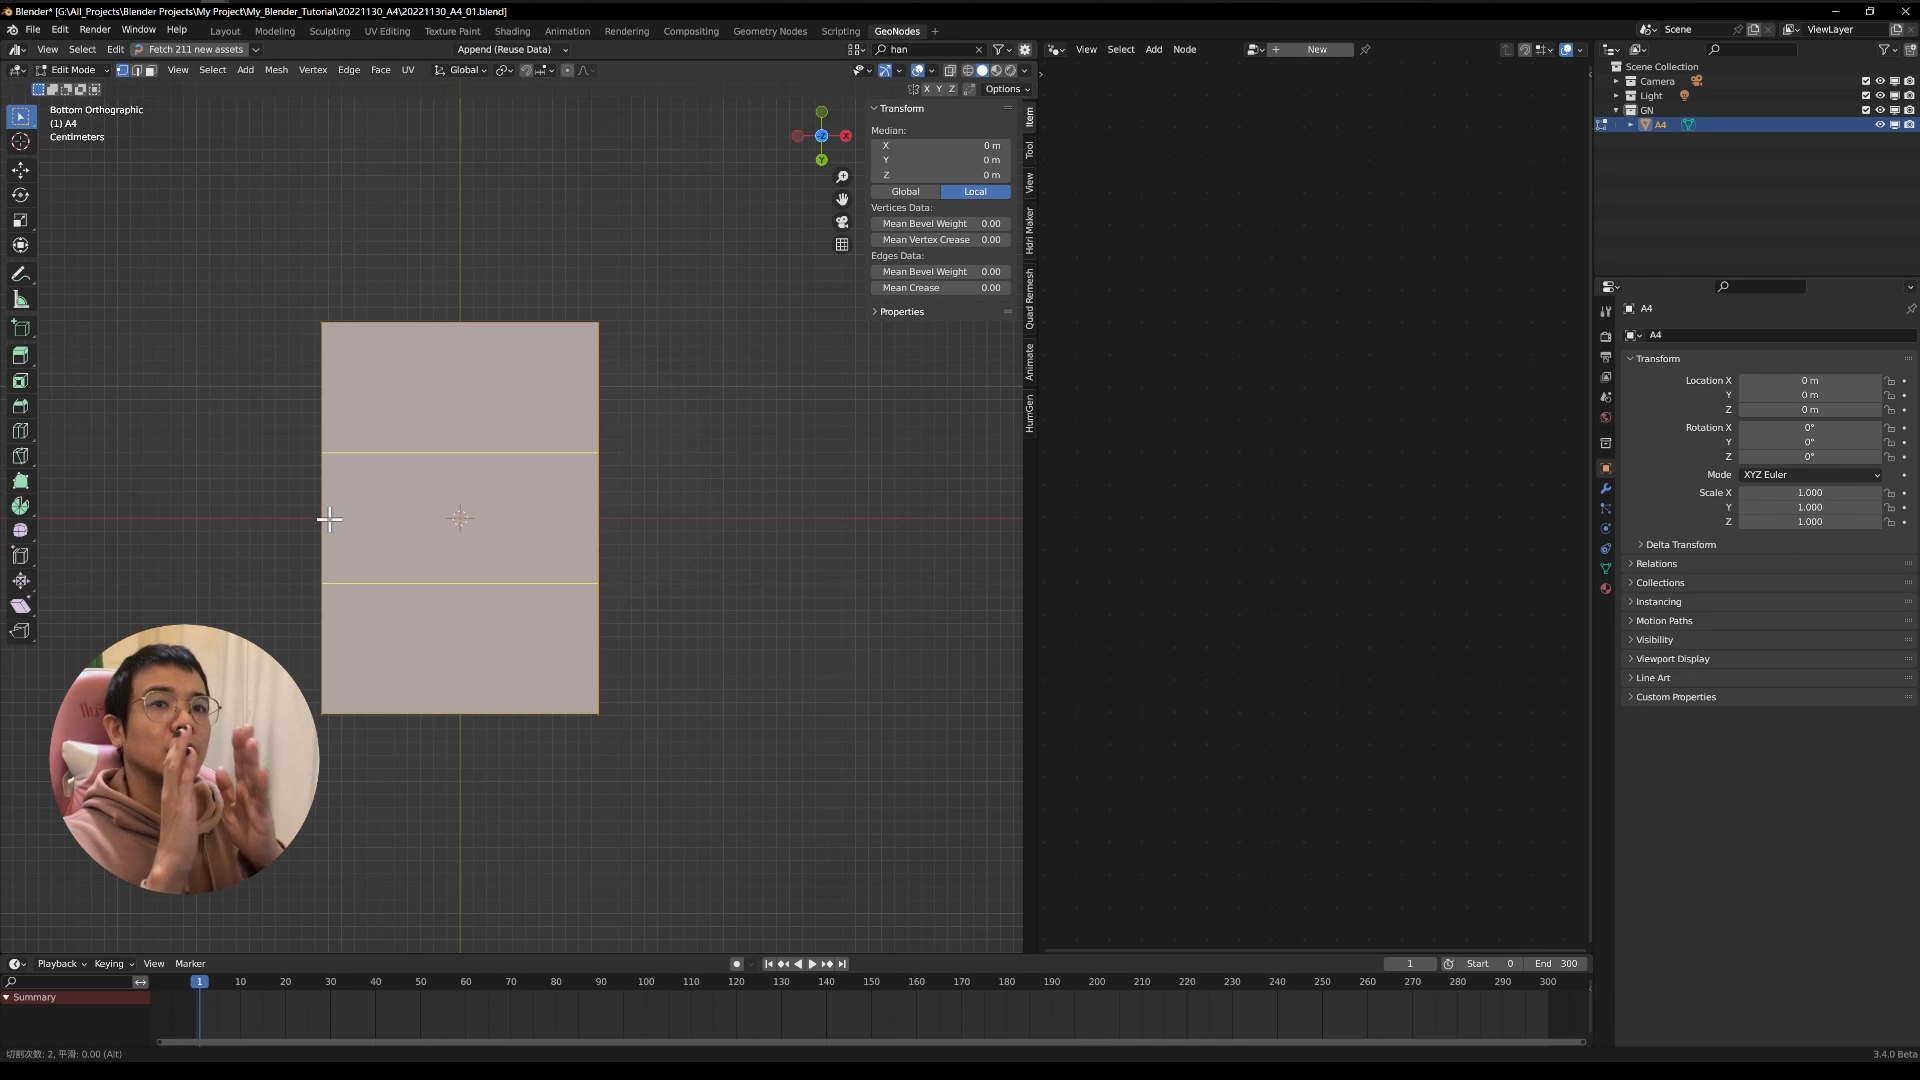 Blender* [G:\All_Projects\Blender Projects\My Project\My_Blender_Tutorial\20221130_A4\20221130_A4_01.blend]
File Edit Render Window Help Layout Modeling Sculpting UV Editing Texture Paint Shading Animation Rendering Compositing Geometry Nodes Scripting GeoNodes + Scene ViewLayer
View Select Edit Fetch 211 new assets Append (Reuse Data) han View Select Add Node + New
Edit Mode View Select Add Mesh Vertex Edge Face UV Global
X Y Z Options
Scene Collection
Camera
Light
GN
A4
Bottom Orthographic
(1) A4
Centimeters
-Z X
Y
Transform
Median:
X 0 m
Y 0 m
Z 0 m
Global Local
Vertices Data:
Mean Bevel Weight 0.00
Mean Vertex Crease 0.00
Edges Data:
Mean Bevel Weight 0.00
Mean Crease 0.00
Properties
Item
Tool
View
Hdri Maker
Quad Remesh
Animate
HumGen
A4
A4
Transform
Location X 0 m
Y 0 m
Z 0 m
Rotation X 0°
Y 0°
Z 0°
Mode XYZ Euler
Scale X 1.000
Y 1.000
Z 1.000
Delta Transform
Relations
Collections
Instancing
Motion Paths
Visibility
Viewport Display
Line Art
Custom Properties
Playback Keying View Marker 1 Start 0 End 300
1 10 20 30 40 50 60 70 80 90 100 110 120 130 140 150 160 170 180 190 200 210 220 230 240 250 260 270 280 290 300
Summary
切割次数: 2, 平滑: 0.00 (Alt) 3.4.0 Beta